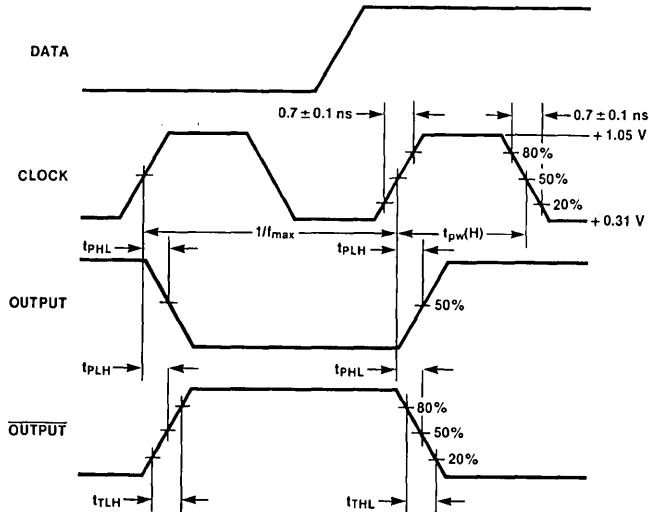 DATA
0.7 ± 0.1 ns
0.7 ± 0.1 ns
+ 1.05 V
CLOCK
80%
50%
20%
+ 0.31 V
1/fmax
tpw(H)
tPHL
tPLH
OUTPUT
50%
tPLH
tPHL
OUTPUT
80%
50%
20%
tTLH
tTHL